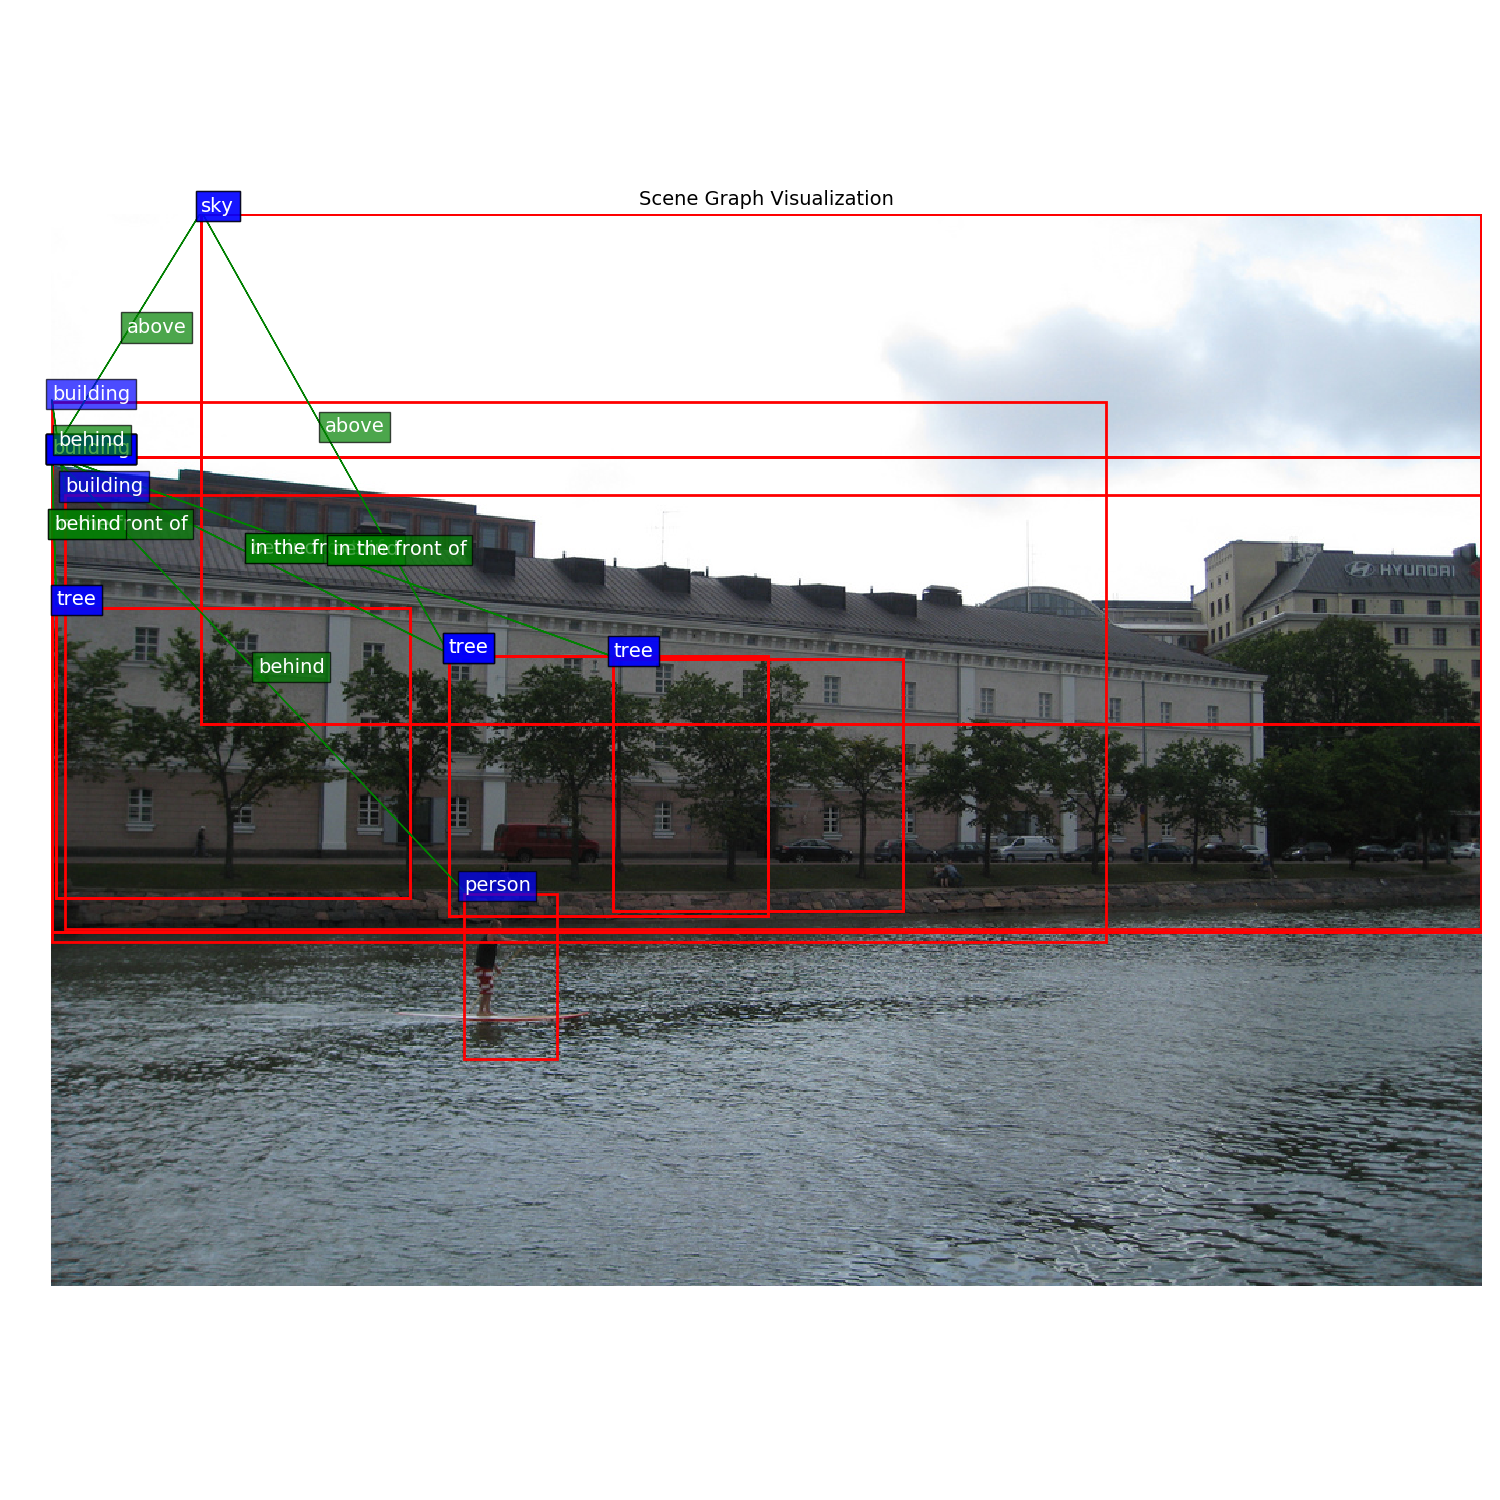 Scene Graph Visualization
sky
above
building
above
behind
building
building
behind
front of
in the fr
in the front of
tree
tree
tree
behind
person
HYUNDAI